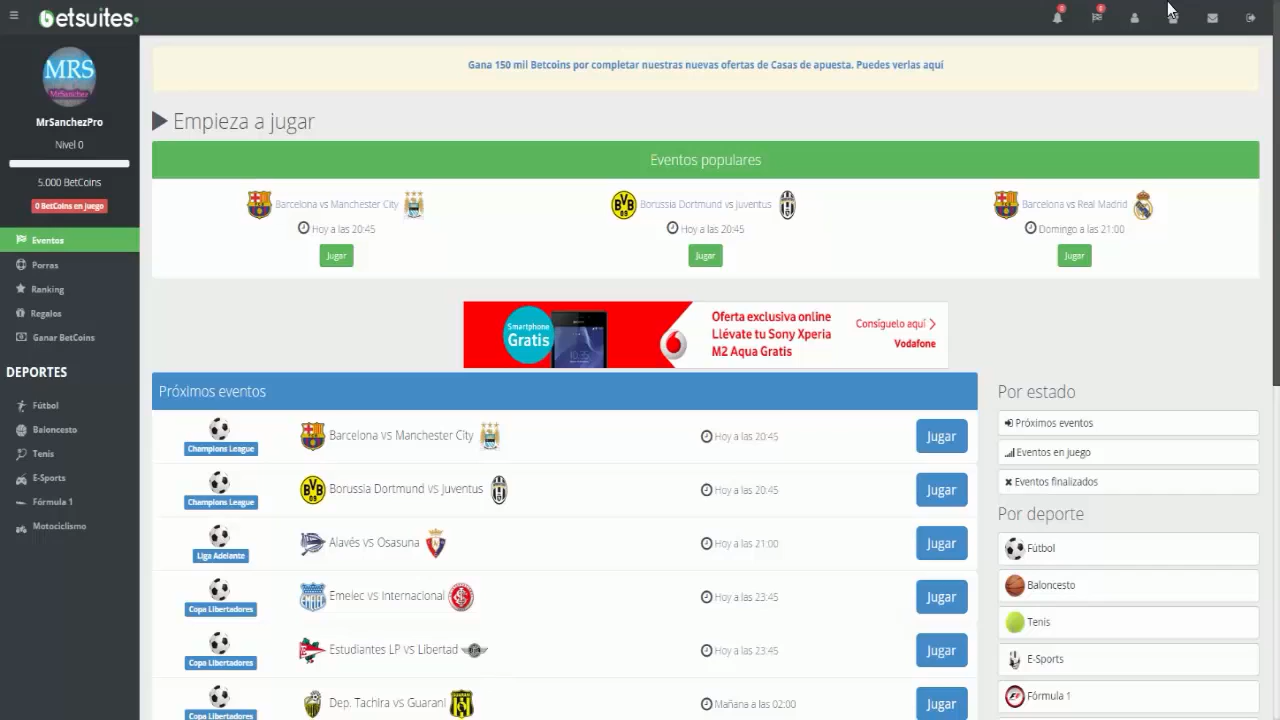 betsuites.
8
8
MRS
MrSanchez
MrSanchezPro
Nivel 0
5.000 BetCoins
0 BetCoins en juego
Eventos
Porras
Ranking
Regalos
Ganar BetCoins
DEPORTES
Fútbol
Baloncesto
Tenis
E-Sports
Fórmula 1
Motociclismo
Gana 150 mil Betcoins por completar nuestras nuevas ofertas de Casas de apuesta. Puedes verlas aquí
Empieza a jugar
Eventos populares
Barcelona vs Manchester City
Hoy a las 20:45
Jugar
Borussia Dortmund vs Juventus
Hoy a las 20:45
Jugar
Barcelona vs Real Madrid
Domingo a las 21:00
Jugar
Smartphone
Gratis
Oferta exclusiva online
Llévate tu Sony Xperia
M2 Aqua Gratis
Consíguelo aquí
Vodafone
Próximos eventos
Champions League
Barcelona vs Manchester City
Hoy a las 20:45
Jugar
Champions League
Borussia Dortmund vs Juventus
Hoy a las 20:45
Jugar
Liga Adelante
Alavés vs Osasuna
Hoy a las 21:00
Jugar
Copa Libertadores
Emelec vs Internacional
Hoy a las 23:45
Jugar
Copa Libertadores
Estudiantes LP vs Libertad
Hoy a las 23:45
Jugar
Copa Libertadores
Dep. Tachira vs Guarani
Mañana a las 02:00
Jugar
Por estado
Próximos eventos
Eventos en juego
Eventos finalizados
Por deporte
Fútbol
Baloncesto
Tenis
E-Sports
Fórmula 1